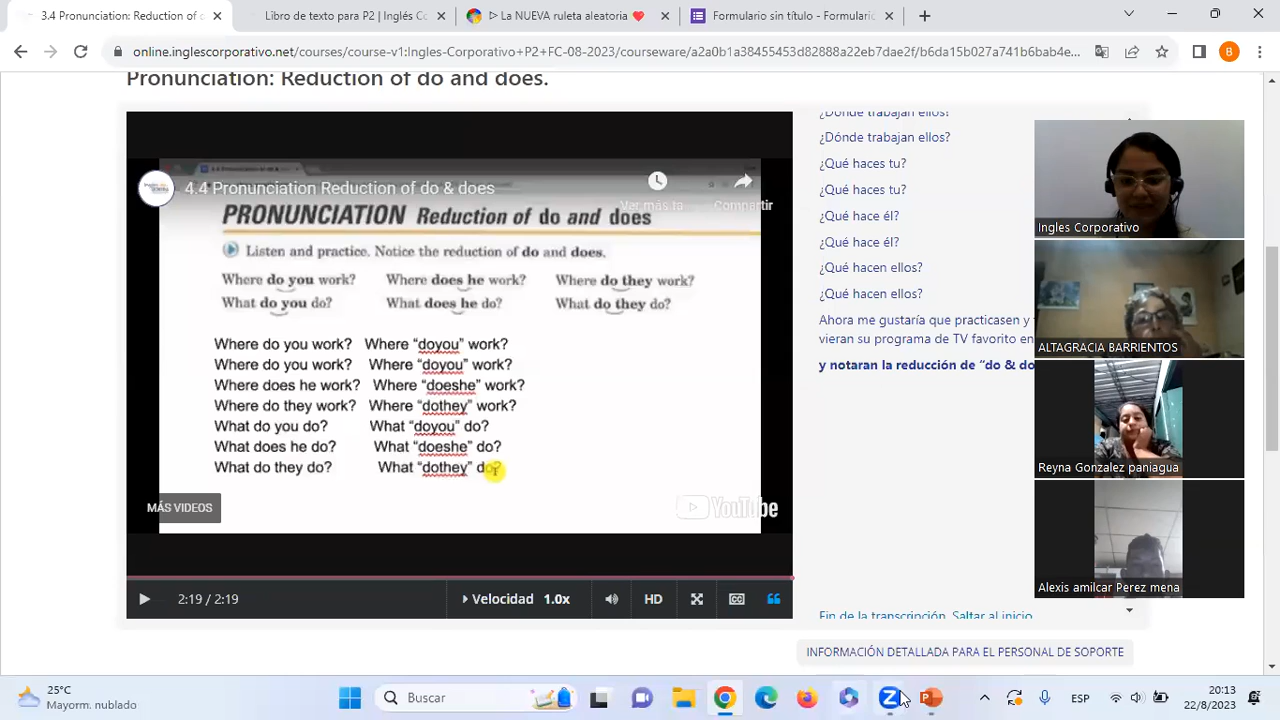 3.4 Pronunciation: Reduction of
Libro de texto para P2 | Inglés C
▷ La NUEVA ruleta aleatoria
Formulario sin título - Formulario
online.inglescorporativo.net/courses/course-v1:Ingles-Corporativo+P2+FC-08-2023/courseware/a2a0b1a38455453d82888a22eb7dae2f/b6da15b027a741b6bab4e...
B
Pronunciation: Reduction of do and does.
4.4 Pronunciation Reduction of do & does
Ver más ta
Compartir
PRONUNCIATION Reduction of do and does
Listen and practice. Notice the reduction of do and does.
Where do you work? Where does he work? Where do they work?
What do you do? What does he do? What do they do?
Where do you work? Where “doyou” work?
Where do you work? Where “doyou” work?
Where does he work? Where “doeshe” work?
Where do they work? Where “dothey” work?
What do you do? What “doyou” do?
What does he do? What “doeshe” do?
What do they do? What “dothey” do?
MÁS VIDEOS
YouTube
2:19 / 2:19
Velocidad 1.0x
HD
¿Dónde trabajan ellos?
¿Dónde trabajan ellos?
¿Qué haces tu?
¿Qué haces tu?
¿Qué hace él?
¿Qué hace él?
¿Qué hacen ellos?
¿Qué hacen ellos?
Ahora me gustaría que practicasen y
vieran su programa de TV favorito en
y notaran la reducción de “do & do
Fin de la transcripción. Saltar al inicio.
INFORMACIÓN DETALLADA PARA EL PERSONAL DE SOPORTE
Ingles Corporativo
ALTAGRACIA BARRIENTOS
Reyna Gonzalez paniagua
Alexis amilcar Perez mena
25°C
Mayorm. nublado
Buscar
ESP
20:13
22/8/2023